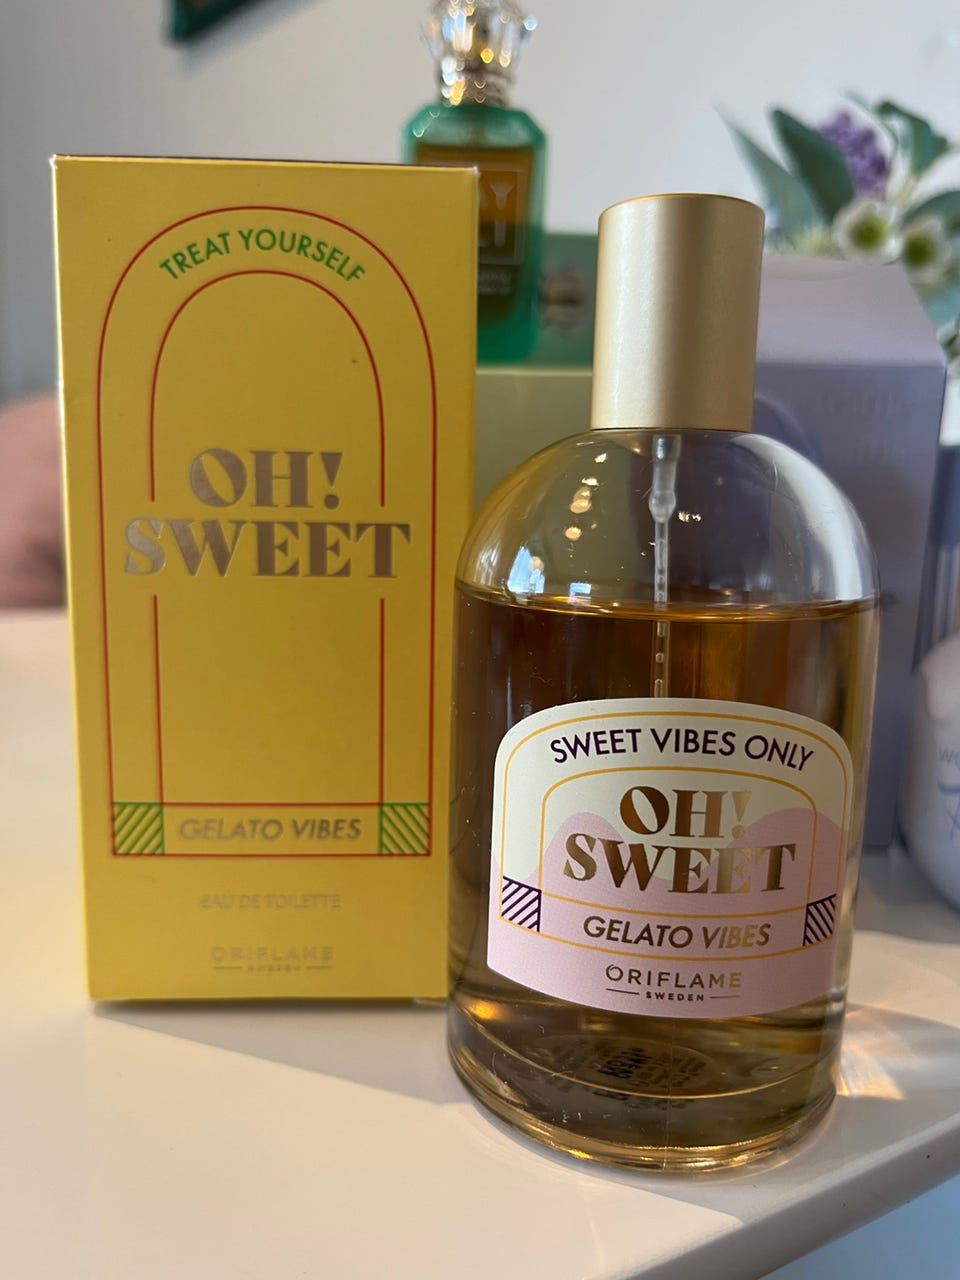 TREAT YOURSELF
OH!
SWEET
GELATO VIBES
EAU DE TOILETTE
ORIFLAME
SWEDEN
SWEET VIBES ONLY
OH!
SWEET
GELATO VIBES
ORIFLAME
SWEDEN